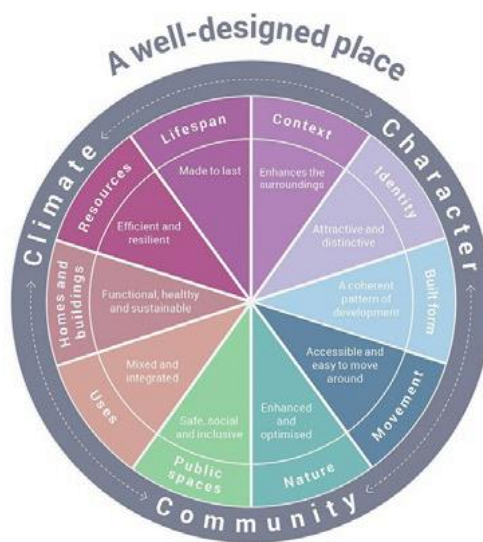 A well-designed place
Climate
Character
Community
Context
Enhances the
surroundings
Identity
Attractive and
distinctive
Built form
A coherent
pattern of
development
Movement
Accessible and
easy to move
around
Nature
Enhanced
and
optimised
Public
spaces
Safe, social
and inclusive
Uses
Mixed and
integrated
Homes and
buildings
Functional, healthy
and sustainable
Resources
Efficient and
resilient
Lifespan
Made to last